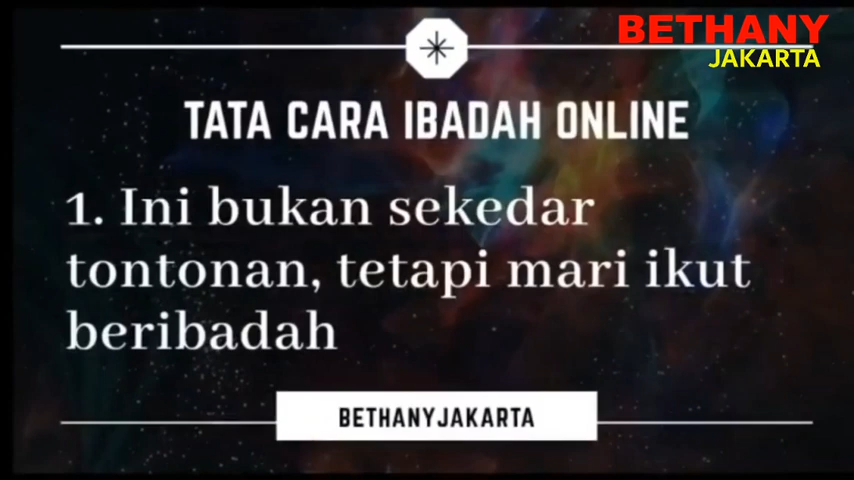 BETHANY
JAKARTA
TATA CARA IBADAH ONLINE
1. Ini bukan sekedar
tontonan, tetapi mari ikut
beribadah
BETHANYJAKARTA